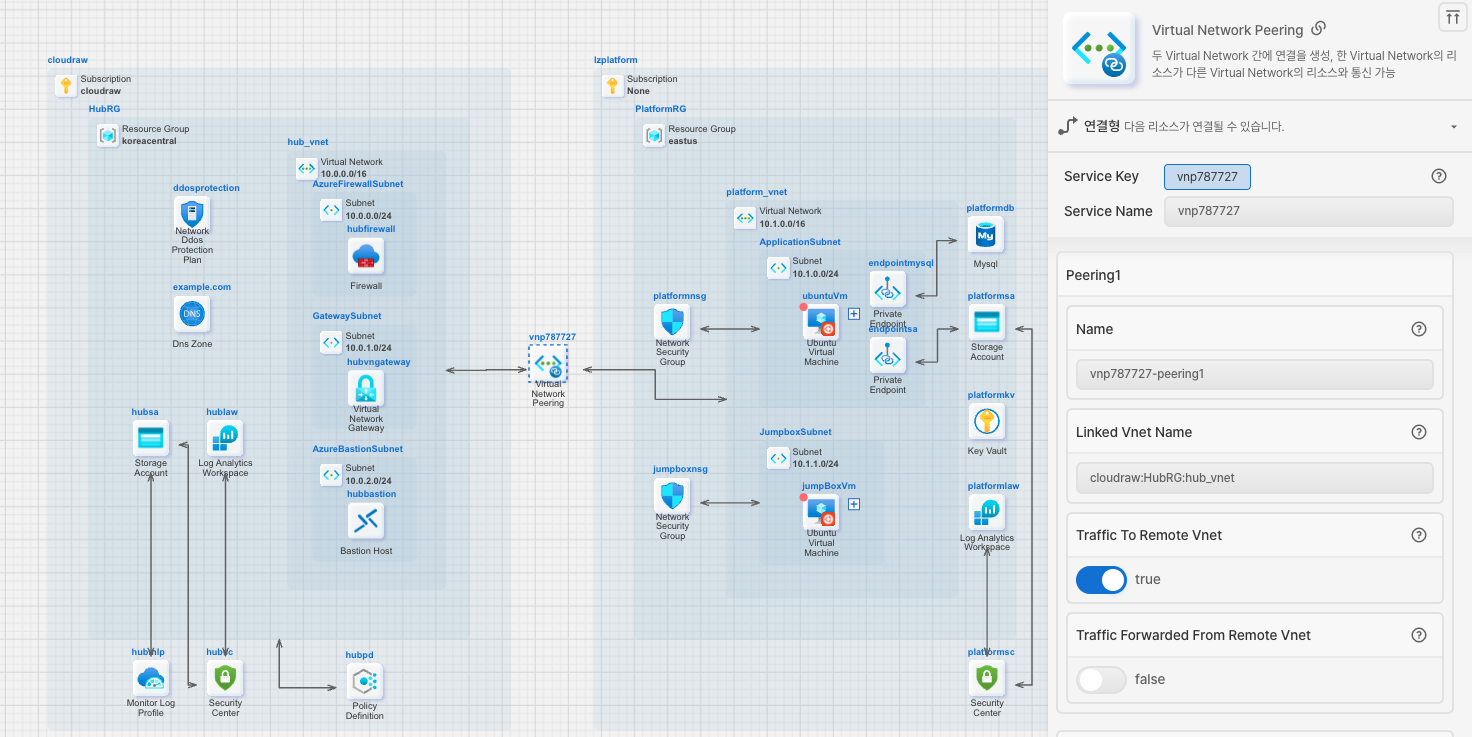 cloudraw
Subscription
cloudraw
HubRG
Resource Group
koreacentral
hub_vnet
Virtual Network
10.0.0.0/16
AzureFirewallSubnet
Subnet
10.0.0.0/24
hubfirewall
Firewall
ddosprotection
Network
Ddos
Protection
Plan
example.com
DNS
Dns Zone
GatewaySubnet
Subnet
10.0.1.0/24
hubvngateway
Virtual
Network
Gateway
hubsa
Storage
Account
hublaw
Log Analytics
Workspace
AzureBastionSubnet
Subnet
10.0.2.0/24
hubbastion
Bastion Host
Monitor Log
Profile
Security
Center
hubpd
Policy
Definition
vnp787727
Virtual
Network
Peering
lzplatform
Subscription
None
PlatformRG
Resource Group
eastus
platform_vnet
Virtual Network
10.1.0.0/16
ApplicationSubnet
Subnet
10.1.0.0/24
platformnsg
Network
Security
Group
ubuntuVm
Ubuntu
Virtual
Machine
endpointmysql
Private
Endpoint
endpointsa
Private
Endpoint
platformdb
My
Mysql
platformsa
Storage
Account
platformkv
Key Vault
JumpboxSubnet
Subnet
10.1.1.0/24
jumpboxnsg
Network
Security
Group
jumpBoxVm
Ubuntu
Virtual
Machine
platformlaw
Log Analytics
Workspace
platformsc
Security
Center
Virtual Network Peering
두 Virtual Network 간에 연결을 생성, 한 Virtual Network의 리
소스가 다른 Virtual Network의 리소스와 통신 가능
연결형 다음 리소스가 연결될 수 있습니다.
Service Key vnp787727
Service Name vnp787727
Peering1
Name
vnp787727-peering1
Linked Vnet Name
cloudraw:HubRG:hub_vnet
Traffic To Remote Vnet
true
Traffic Forwarded From Remote Vnet
false